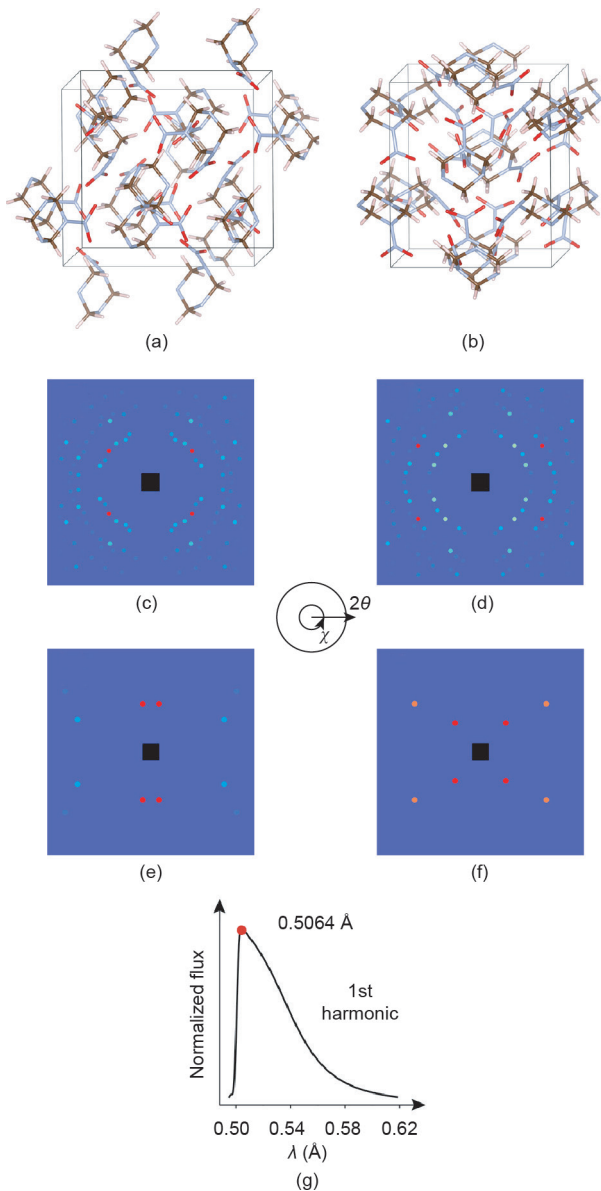 (a)
(b)
(c)
(d)
2θ
χ
(e)
(f)
0.5064 Å
1st
harmonic
Normalized flux
0.50 0.54 0.58 0.62
λ (Å)
(g)